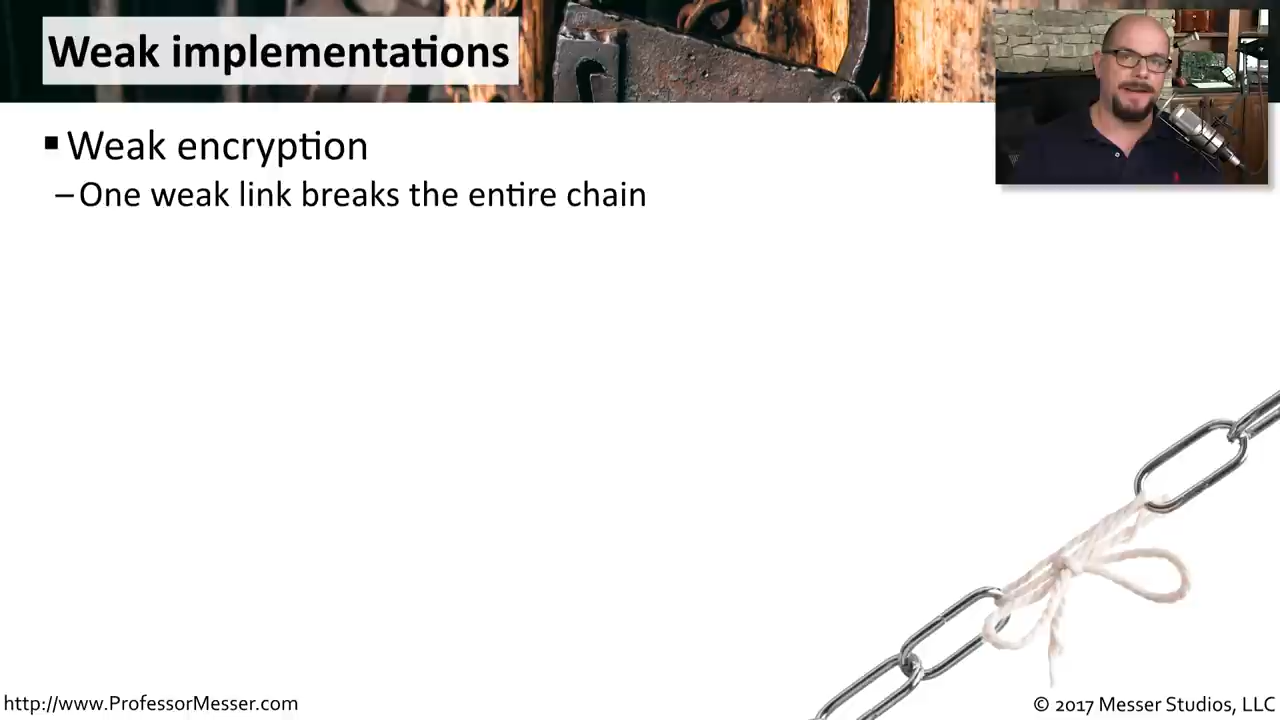 Weak implementations
▪ Weak encryption
– One weak link breaks the entire chain
http://www.ProfessorMesser.com
© 2017 Messer Studios, LLC